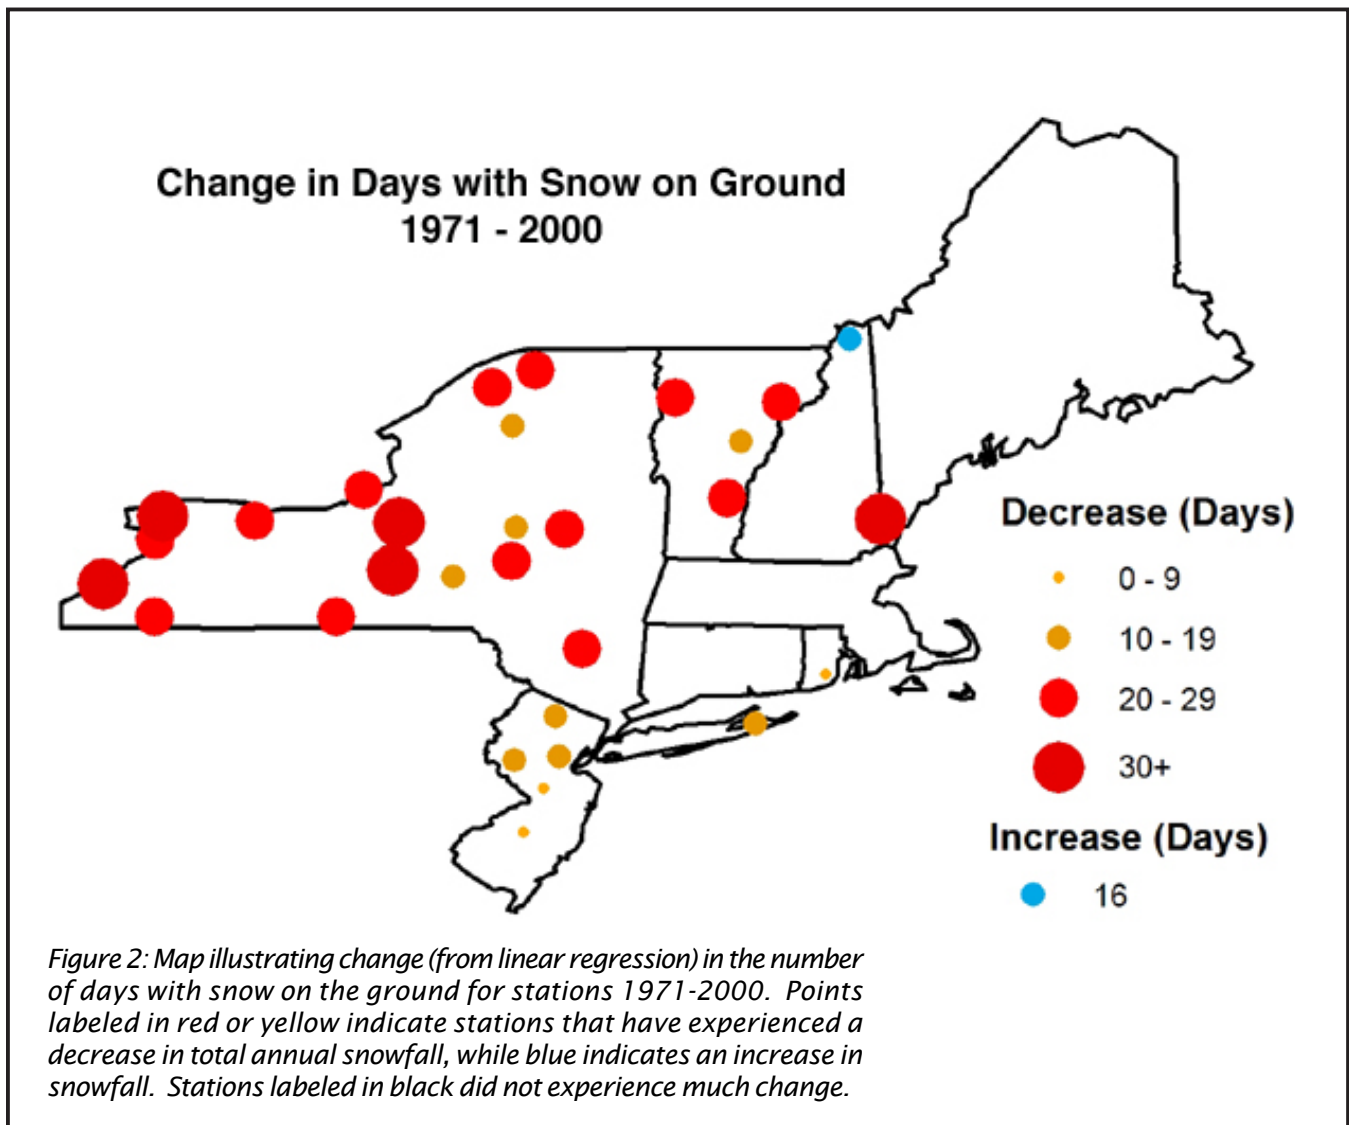 Change in Days with Snow on Ground
1971 - 2000
Decrease (Days)
0 - 9
10 - 19
20 - 29
30+
Increase (Days)
16
Figure 2: Map illustrating change (from linear regression) in the number
of days with snow on the ground for stations 1971-2000. Points
labeled in red or yellow indicate stations that have experienced a
decrease in total annual snowfall, while blue indicates an increase in
snowfall. Stations labeled in black did not experience much change.